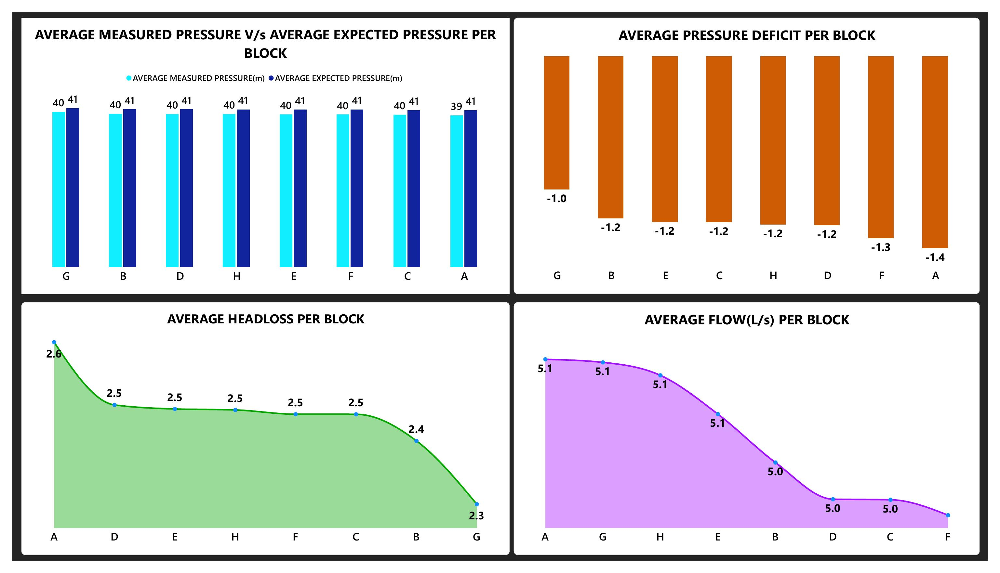 AVERAGE MEASURED PRESSURE V/s AVERAGE EXPECTED PRESSURE PER
BLOCK
AVERAGE MEASURED PRESSURE(m) AVERAGE EXPECTED PRESSURE(m)
40 41 40 41 40 41 40 41 40 41 40 41 40 41 39 41
G B D H E F C A
AVERAGE PRESSURE DEFICIT PER BLOCK
-1.0 -1.2 -1.2 -1.2 -1.2 -1.2 -1.3 -1.4
G B E C H D F A
AVERAGE HEADLOSS PER BLOCK
2.6 2.5 2.5 2.5 2.5 2.5 2.4 2.3
A D E H F C B G
AVERAGE FLOW(L/s) PER BLOCK
5.1 5.1 5.1 5.1 5.0 5.0 5.0
A G H E B D C F